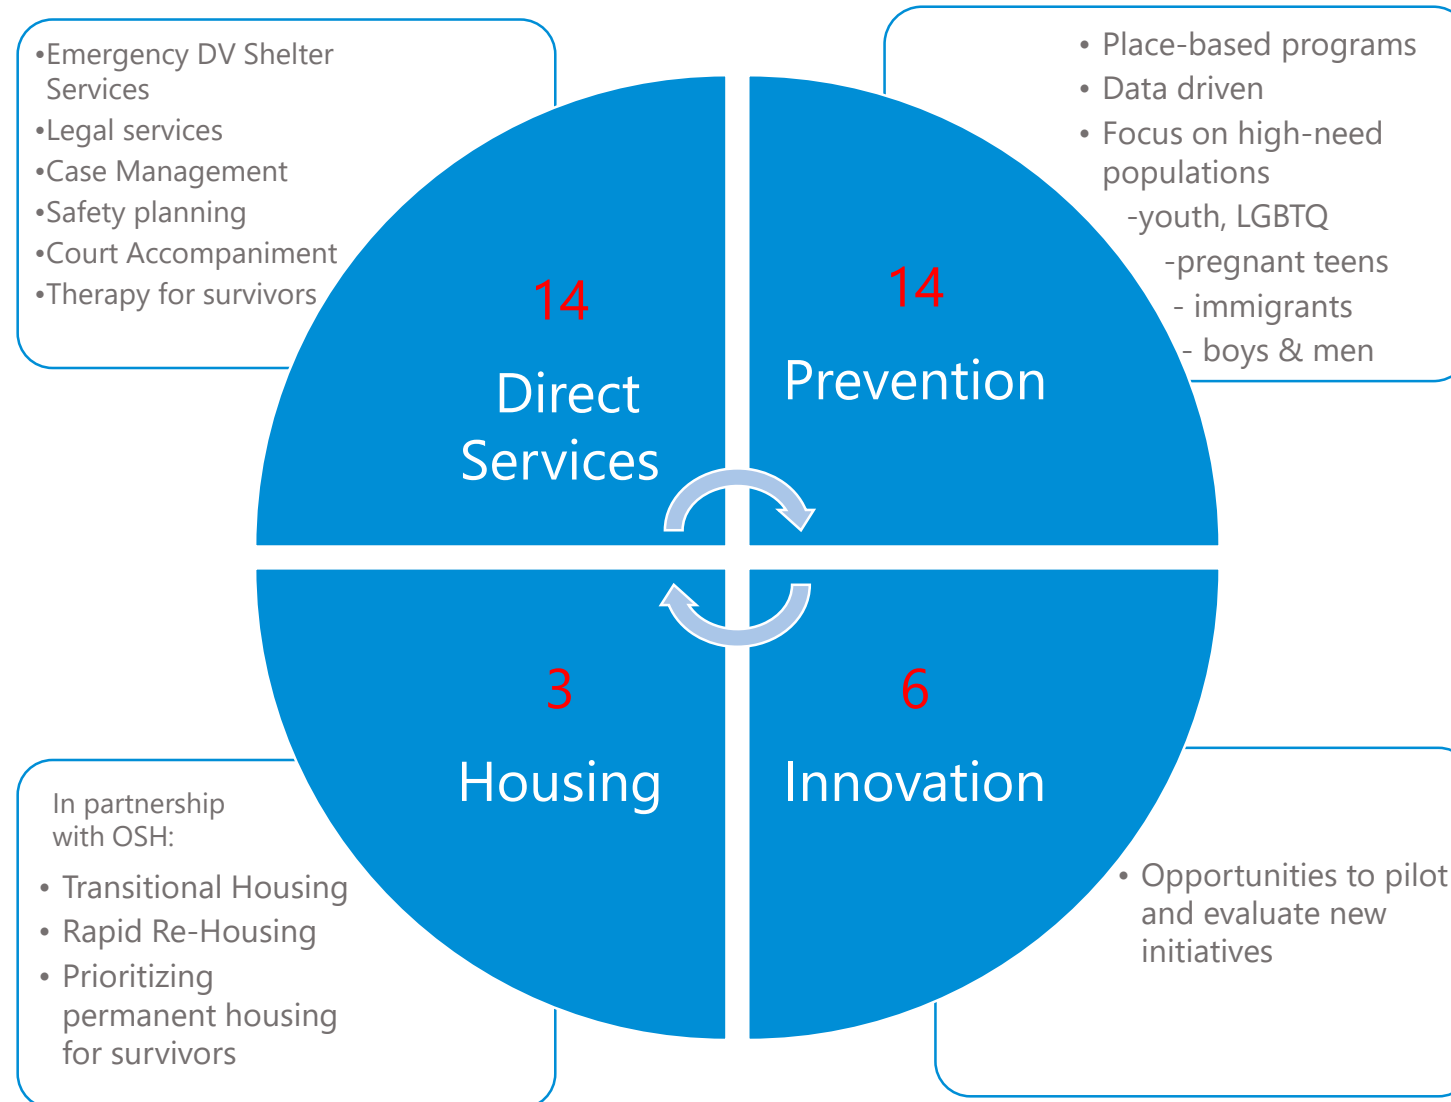 •Emergency DV Shelter
Services
•Legal services
•Case Management
•Safety planning
•Court Accompaniment
•Therapy for survivors
14
Direct
Services
• Place-based programs
• Data driven
• Focus on high-need
populations
-youth, LGBTQ
-pregnant teens
- immigrants
- boys & men
14
Prevention
3
Housing
In partnership
with OSH:
• Transitional Housing
• Rapid Re-Housing
• Prioritizing
permanent housing
for survivors
6
Innovation
• Opportunities to pilot
and evaluate new
initiatives